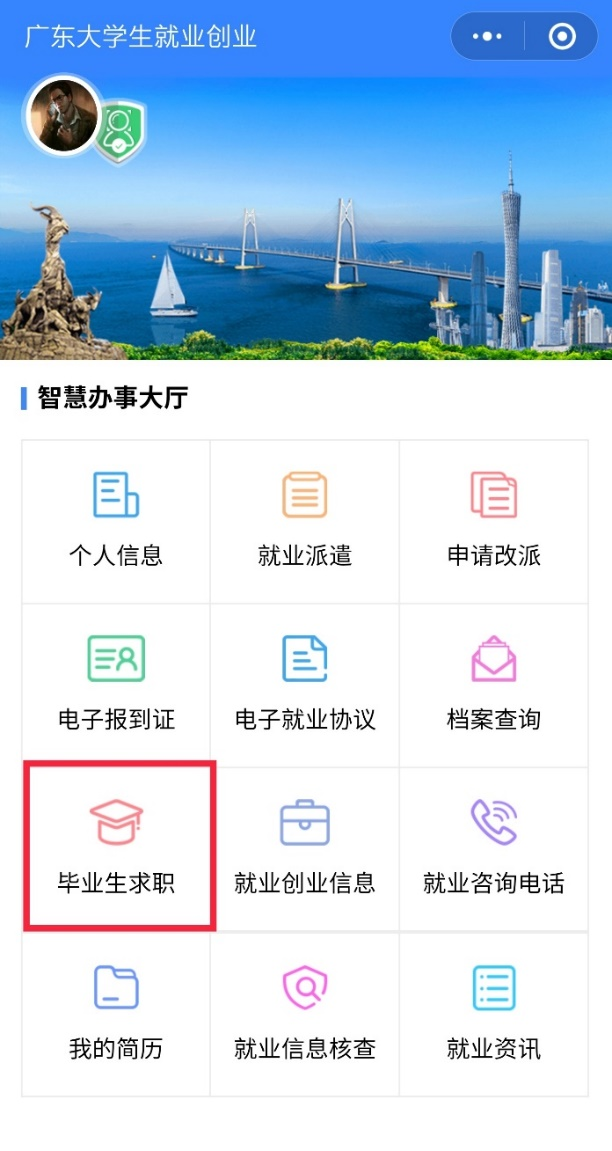 广东大学生就业创业
智慧办事大厅
个人信息
就业派遣
申请改派
电子报到证
电子就业协议
档案查询
毕业生求职
就业创业信息
就业咨询电话
我的简历
就业信息核查
就业资讯